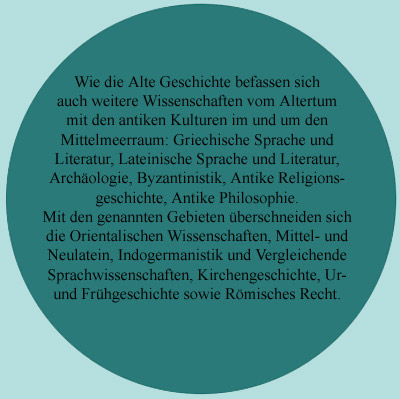 Wie die Alte Geschichte befassen sich
auch weitere Wissenschaften vom Altertum
mit den antiken Kulturen im und um den
Mittelmeerraum: Griechische Sprache und
Literatur, Lateinische Sprache und Literatur,
Archäologie, Byzantinistik, Antike Religions-
geschichte, Antike Philosophie.
Mit den genannten Gebieten überschneiden sich
die Orientalischen Wissenschaften, Mittel- und
Neulatein, Indogermanistik und Vergleichende
Sprachwissenschaften, Kirchengeschichte, Ur-
und Frühgeschichte sowie Römisches Recht.